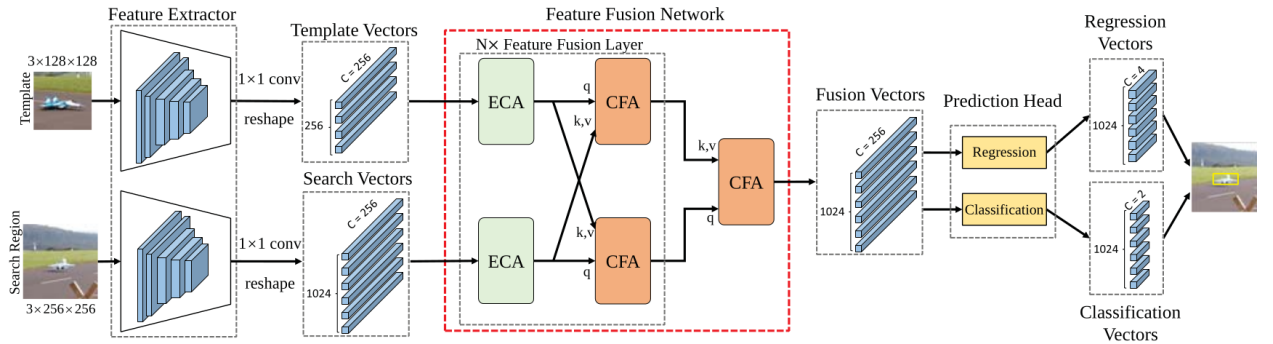 Feature Extractor
3×128×128
Template
1×1 conv
reshape
Template Vectors
C = 256
256
Search Region
3×256×256
1×1 conv
reshape
Search Vectors
C = 256
1024
Feature Fusion Network
N× Feature Fusion Layer
ECA
q
CFA
k,v
ECA
k,v
q
CFA
k,v
q
CFA
Fusion Vectors
C = 256
1024
Prediction Head
Regression
Classification
Regression
Vectors
C = 4
1024
C = 2
1024
Classification
Vectors